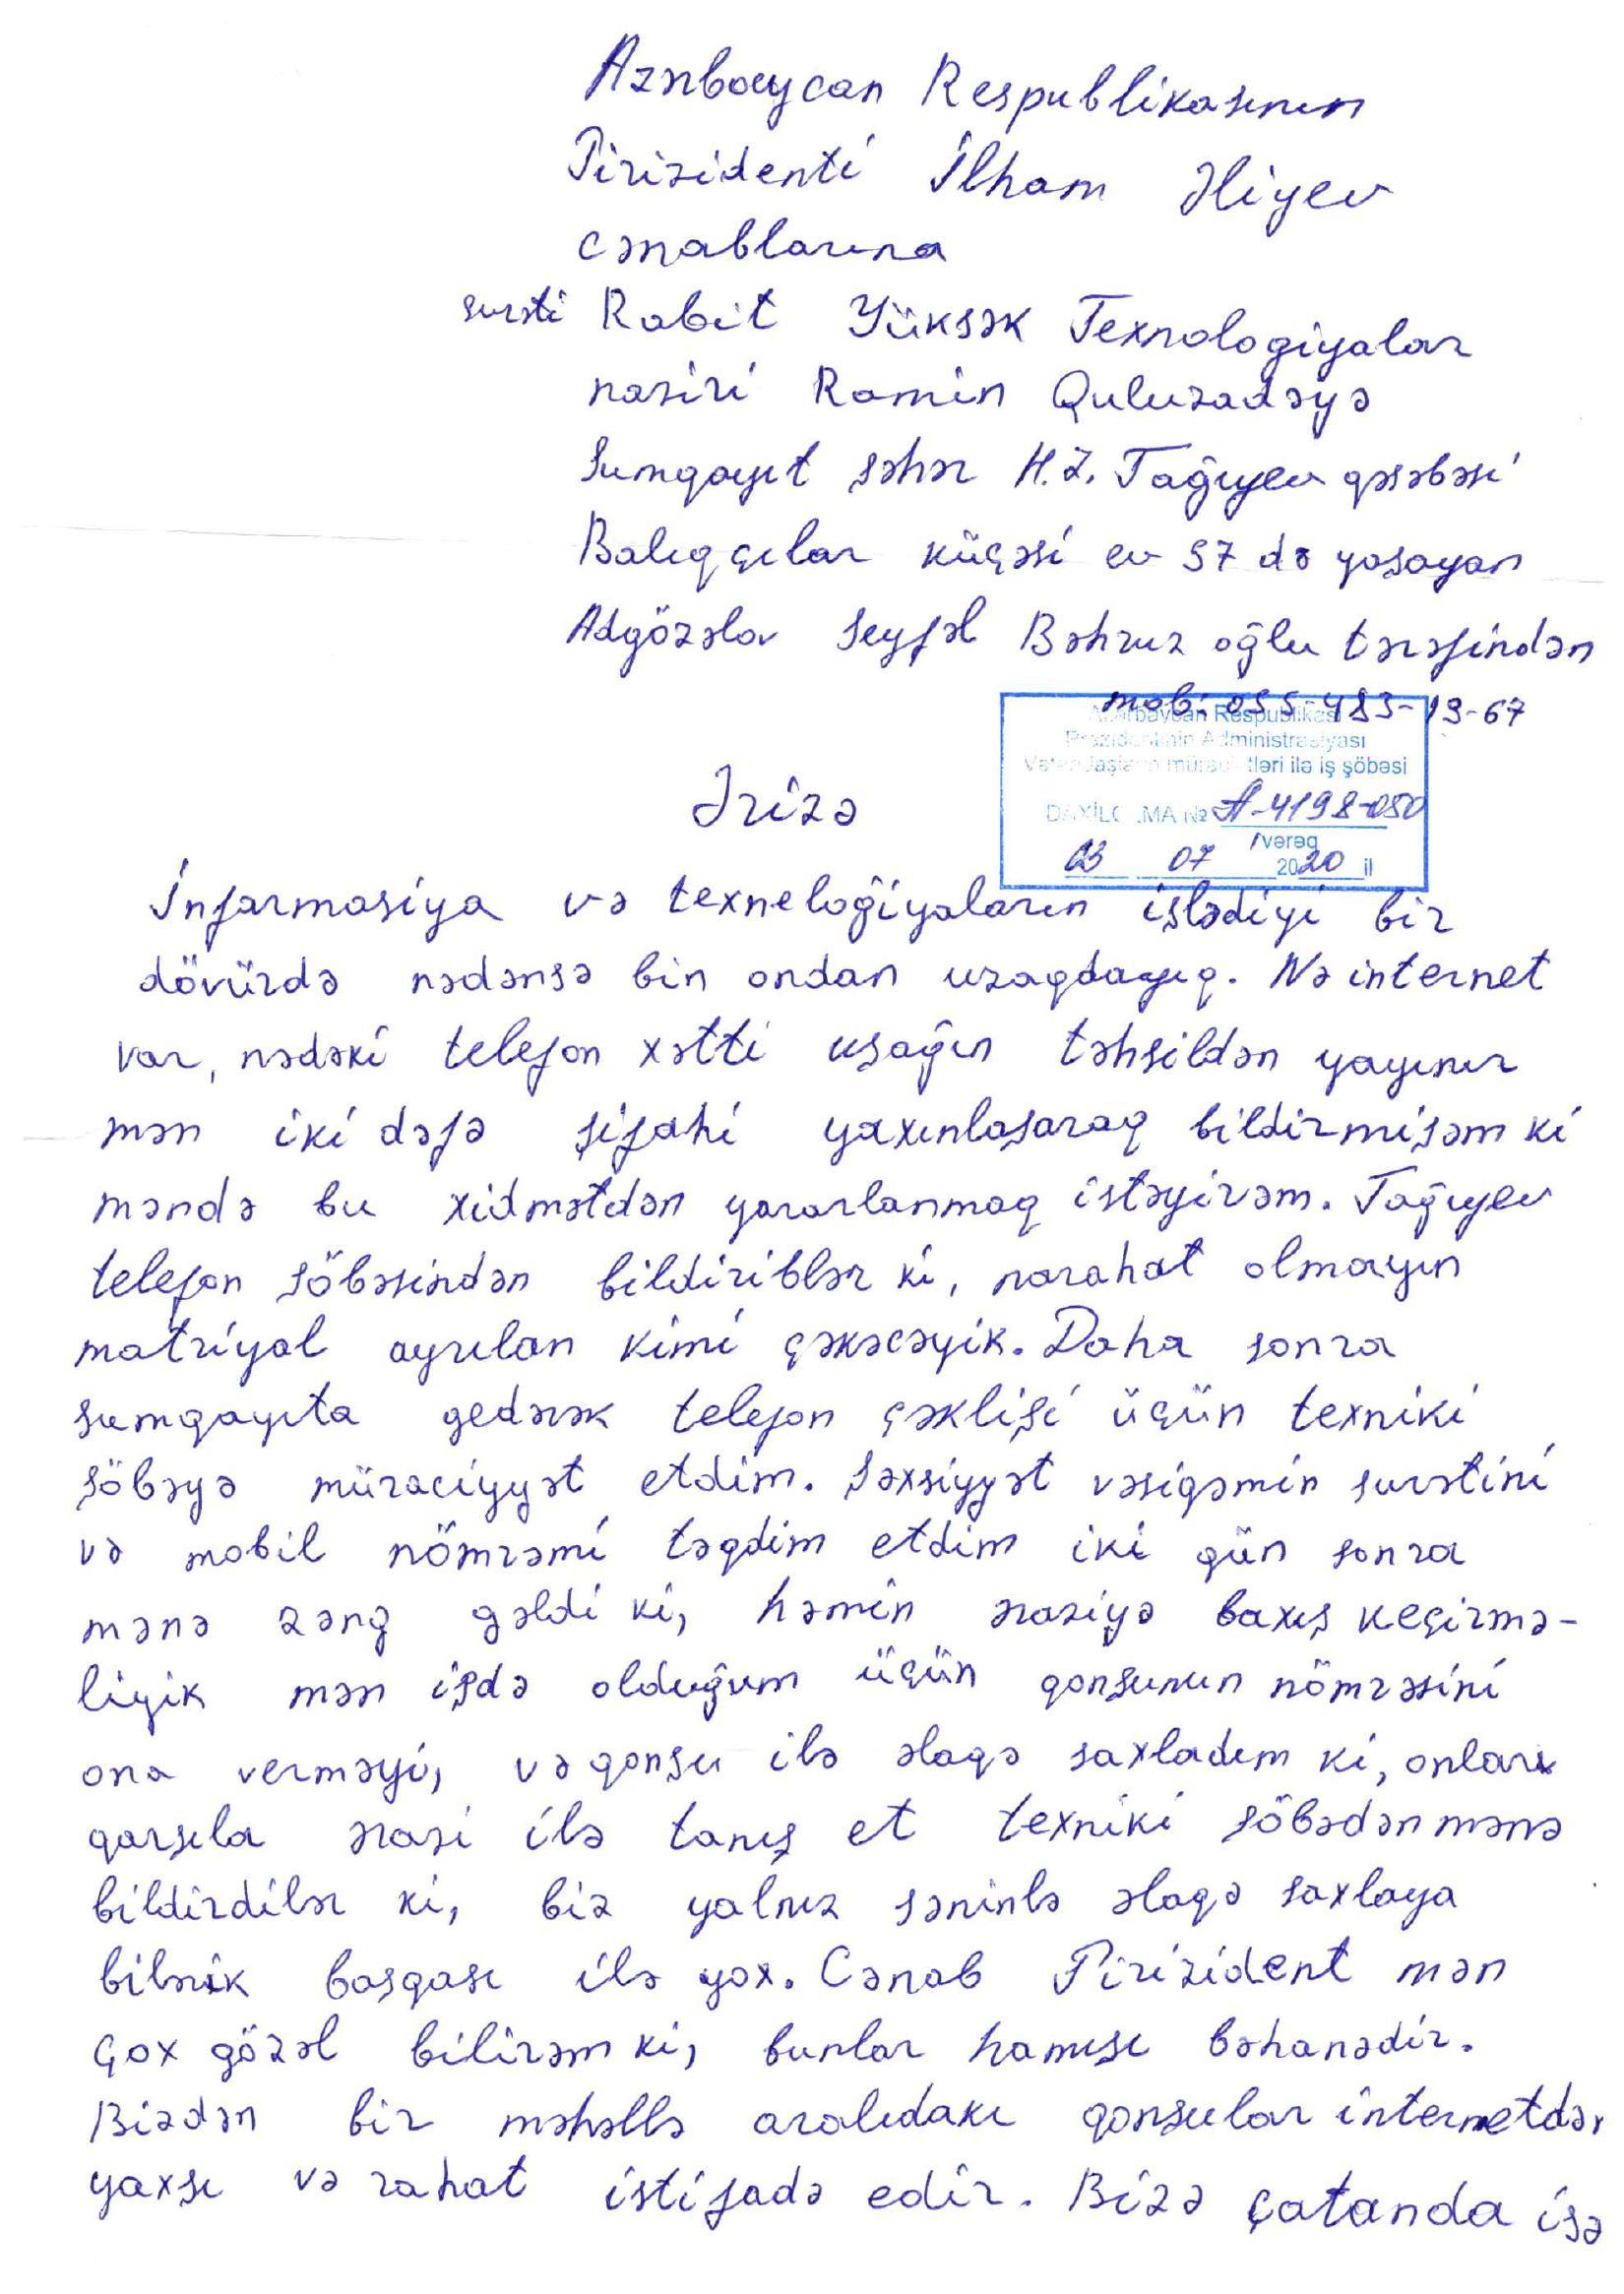 Azərbaycan Respublikasının
Pirizidenti İlham Əliyev
cənablarına
surəti Rabit Yüksək Texnologiyalar
naziri Ramin Quluzadəyə
Sumqayıt şəhər H.Z. Tağıyev qəsəbəsi
Balıqçılar küçəsi ev 97 də yaşayan
Adgözəlov Seyfəl Bəhruz oğlu tərəfindən
mob: 055-483-19-67
Azərbaycan Respublikası
Prezidentinin Administrasiyası
Vətəndaşların müraciətləri ilə iş şöbəsi
DAXİLOLMA № A-4198-050
vərəq
03 07 2020 il
Ərizə
İnfarmasiya və texneloğiyaların işlədiyi bir
dövürdə nədənsə bin ondan uzaqdayıq. Nə internet
var, nədəki telefon xətti uşağın təhsildən yayınır
mən iki dəfə şifahi yaxınlaşaraq bildirmişəm ki
məndə bu xidmətdən yararlanmaq istəyirəm. Tağıyev
telefon şöbəsindən bildiriblər ki, narahat olmayın
matriyal ayrılan kimi çəkəcəyik. Daha sonra
sumqayıta gedərək telefon çəklişi üçün texniki
şöbəyə müraciyyət etdim. Şəxsiyyət vəsiqəmin surətini
və mobil nömrəmi təqdim etdim iki gün sonra
mənə zəng gəldi ki, həmin əraziyə baxış keçirmə-
liyik mən işdə olduğum üçün qonşunun nömrəsini
ona verməyi, və qonşu ilə əlaqə saxladım ki, onları
qarşıla ərazi ilə tanış et texniki şöbədən mənə
bildirdilər ki, biz yalnız səninlə əlaqə saxlaya
bilərik başqası ilə yox. Cənab Pirizident mən
çox gözəl bilirəm ki, bunlar hamısı bəhanədir.
Bizdən bir məhəllə aralıdakı qonşular internetdən
yaxşı və rahat istifadə edir. Bizə çatanda isə